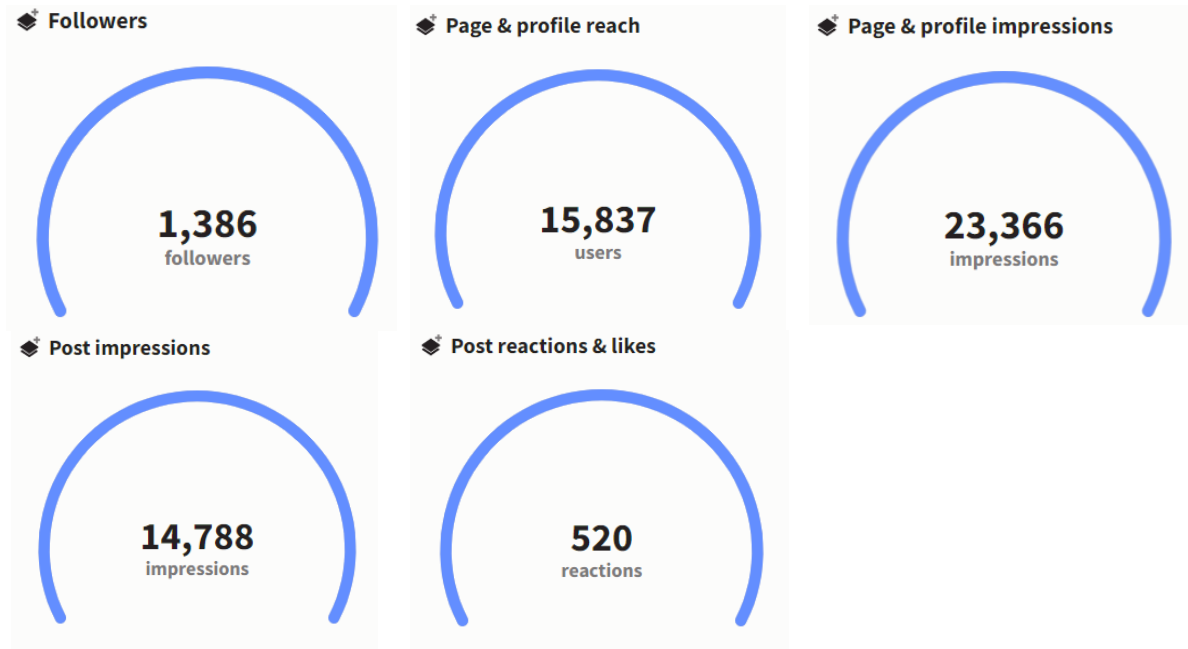 Followers
1,386
followers
Page & profile reach
15,837
users
Page & profile impressions
23,366
impressions
Post impressions
14,788
impressions
Post reactions & likes
520
reactions